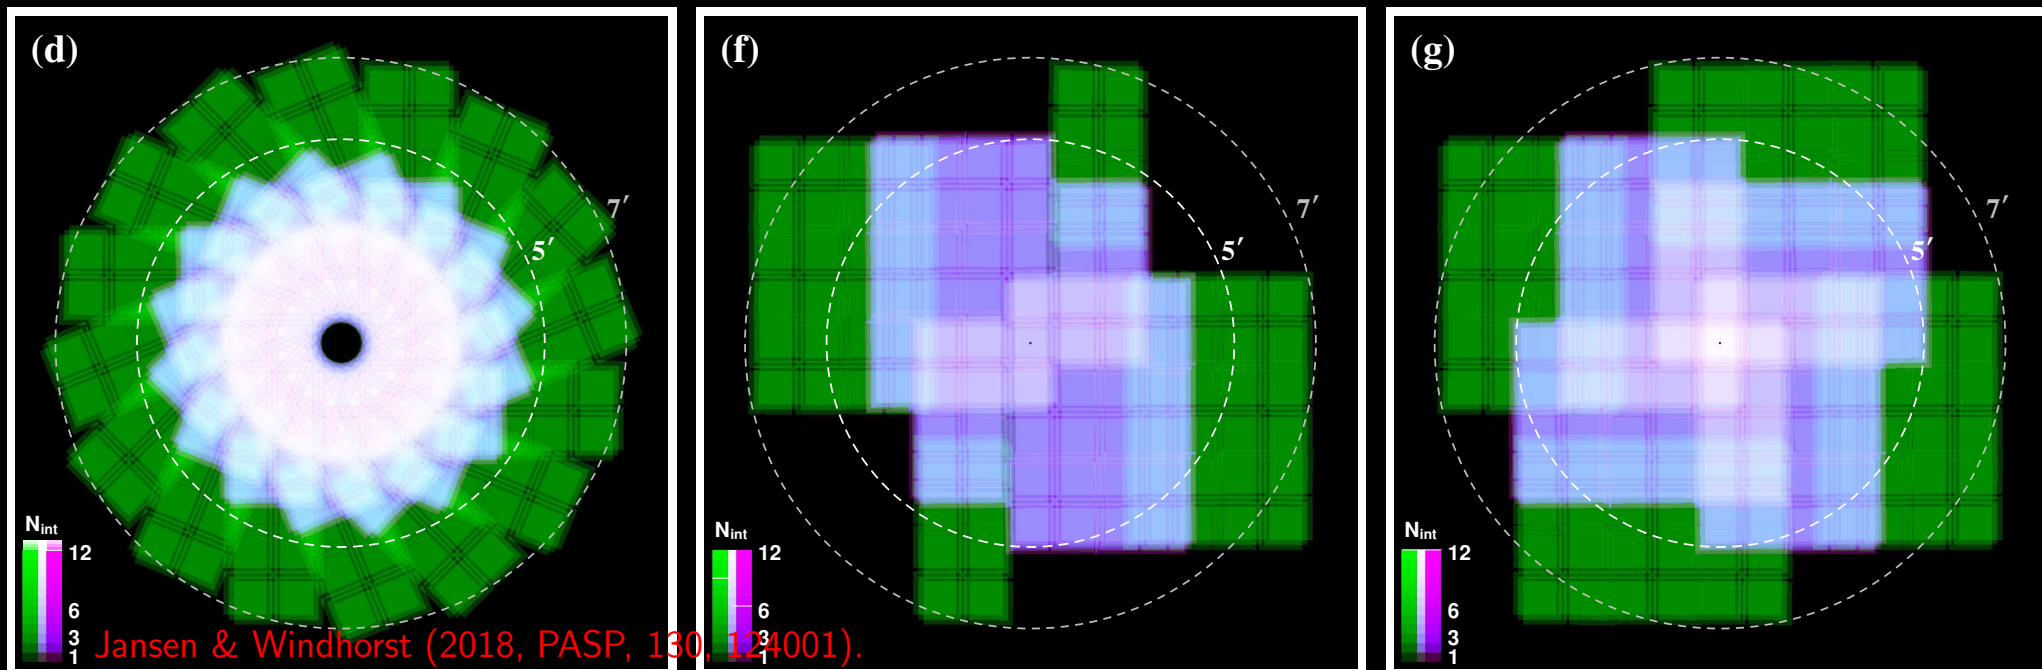 (d)
7′
5′
Nint
12
6
3
1
(f)
7′
5′
Nint
12
6
3
1
(g)
7′
5′
Nint
12
6
3
1
Jansen & Windhorst (2018, PASP, 130, 124001).